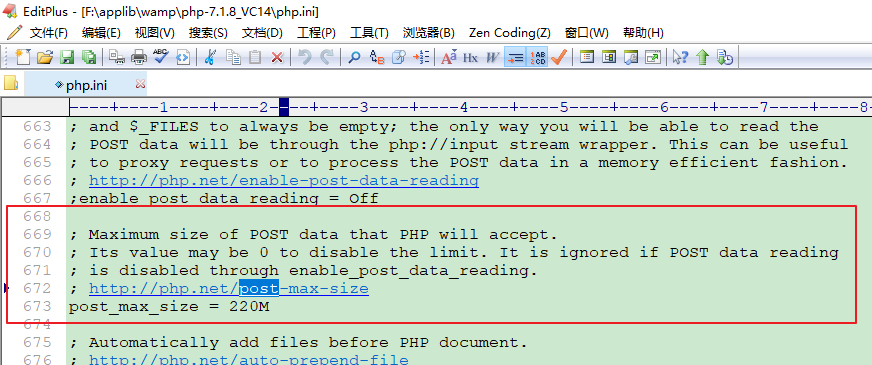 EditPlus - [F:\applib\wamp\php-7.1.8_VC14\php.ini]
文件(F) 编辑(E) 视图(V) 搜索(S) 文档(D) 工程(P) 工具(T) 浏览器(B) Zen Coding(Z) 窗口(W) 帮助(H)
php.ini
----+----1----+----2----+----3----+----4----+----5----+----6----+----7----+----8-
663 ; and $_FILES to always be empty; the only way you will be able to read the
664 ; POST data will be through the php://input stream wrapper. This can be useful
665 ; to proxy requests or to process the POST data in a memory efficient fashion.
666 ; http://php.net/enable-post-data-reading
667 ;enable_post_data_reading = Off
668
669 ; Maximum size of POST data that PHP will accept.
670 ; Its value may be 0 to disable the limit. It is ignored if POST data reading
671 ; is disabled through enable_post_data_reading.
672 ; http://php.net/post-max-size
673 post_max_size = 220M
674
675 ; Automatically add files before PHP document.
676 ; http://php.net/auto-prepend-file